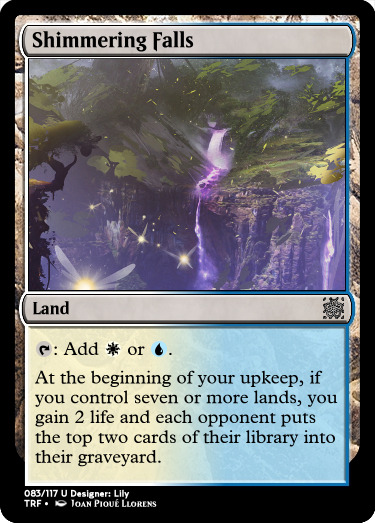 Shimmering Falls
Land
: Add or .
At the beginning of your upkeep, if
you control seven or more lands, you
gain 2 life and each opponent puts
the top two cards of their library into
their graveyard.
083/117 U Designer: Lily
TRF • Joan Piqué Llorens